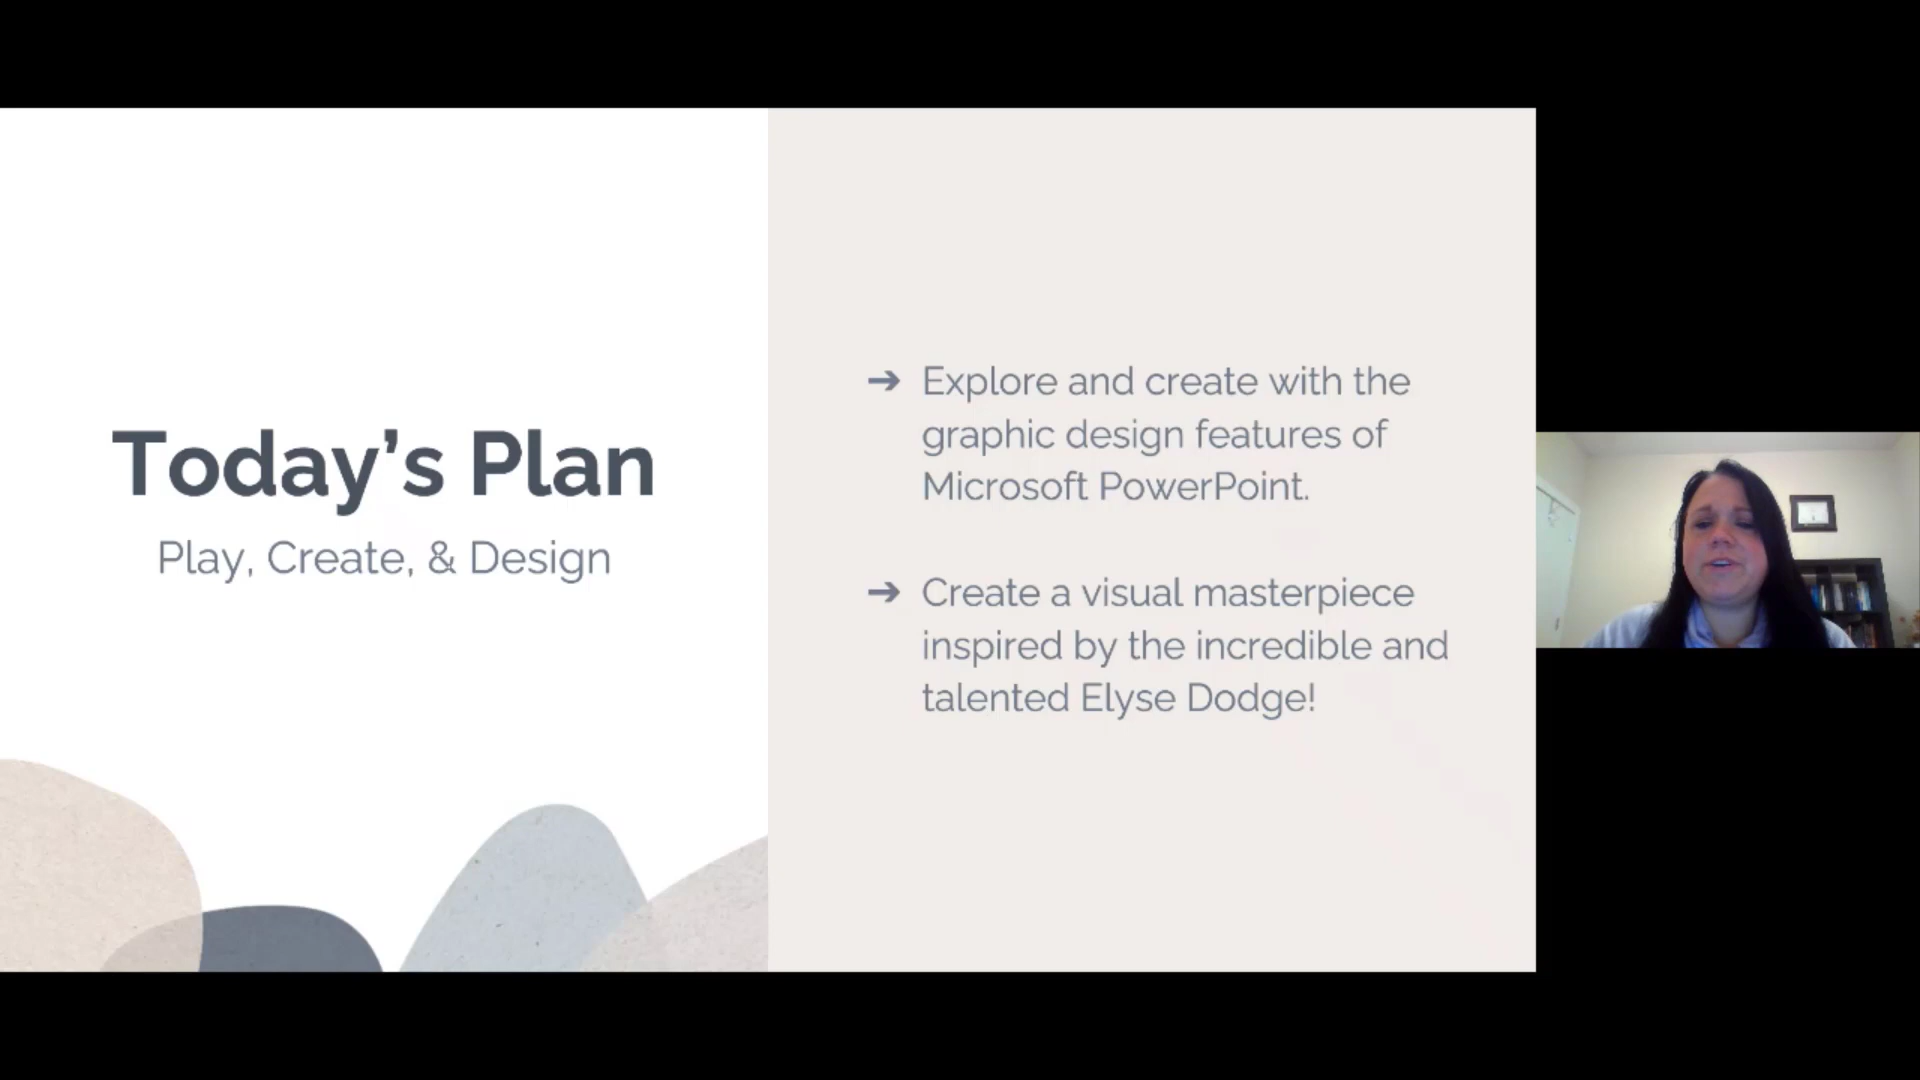 Today’s Plan
Play, Create, & Design
➔ Explore and create with the
graphic design features of
Microsoft PowerPoint.
➔ Create a visual masterpiece
inspired by the incredible and
talented Elyse Dodge!